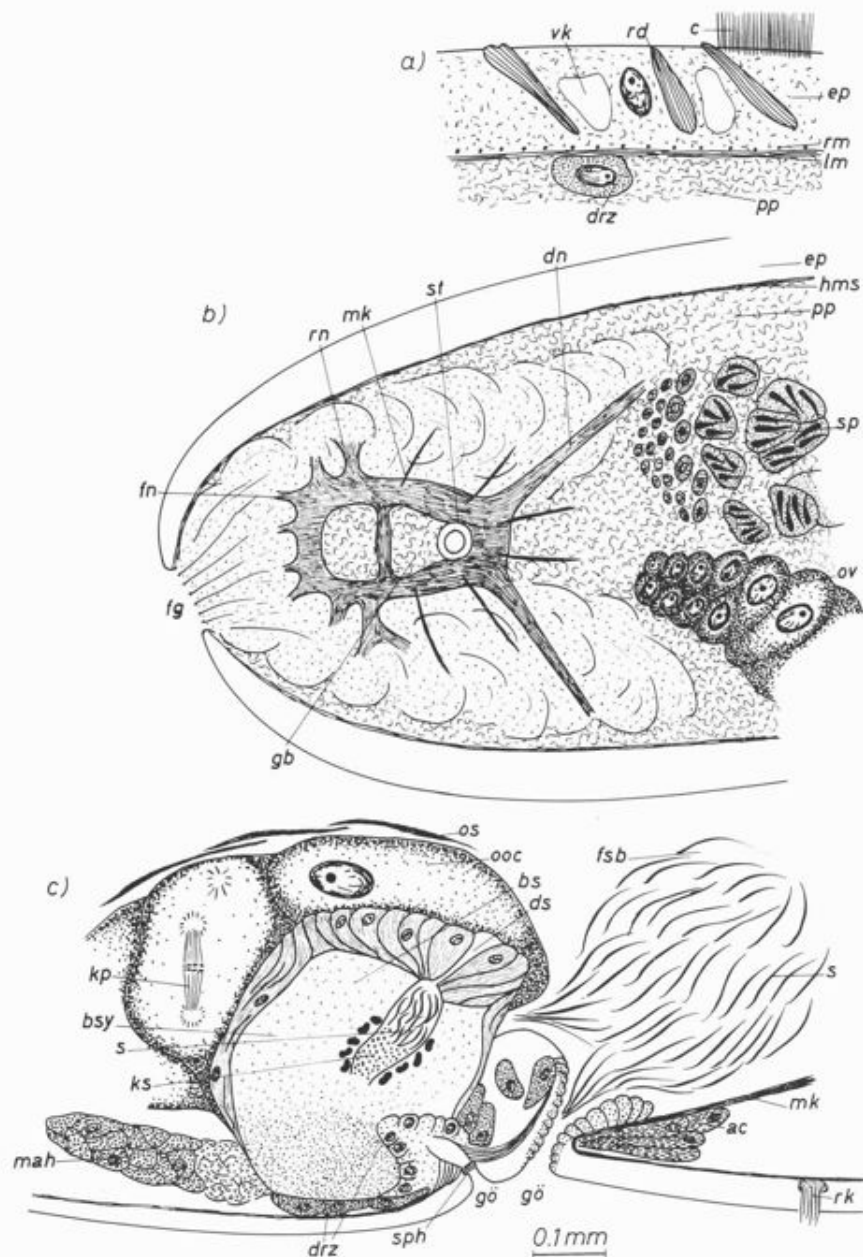 a)
vk
rd
c
ep
rm
lm
drz
pp
b)
ep
hms
pp
dn
st
mk
rn
sp
fn
fg
ov
gb
c)
os
ooc
bs
ds
fsb
kp
s
bsy
s
ks
mk
ac
mah
gö
gö
rk
drz
sph
0.1mm